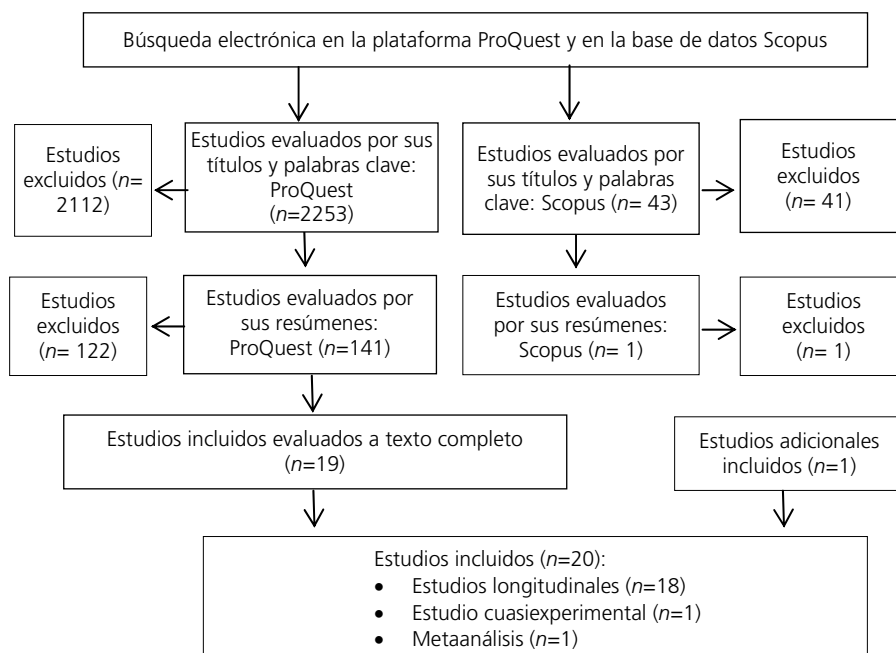 Búsqueda electrónica en la plataforma ProQuest y en la base de datos Scopus
Estudios
excluidos (n=
2112)
Estudios evaluados por sus
títulos y palabras clave:
ProQuest
(n=2253)
Estudios evaluados por
sus títulos y palabras
clave: Scopus (n= 43)
Estudios
excluidos
(n= 41)
Estudios
excluidos
(n= 122)
Estudios evaluados por
sus resúmenes:
ProQuest (n=141)
Estudios evaluados
por sus resúmenes:
Scopus (n= 1)
Estudios
excluidos
(n= 1)
Estudios incluidos evaluados a texto completo
(n=19)
Estudios adicionales
incluidos (n=1)
Estudios incluidos (n=20):
• Estudios longitudinales (n=18)
• Estudio cuasiexperimental (n=1)
• Metaanálisis (n=1)